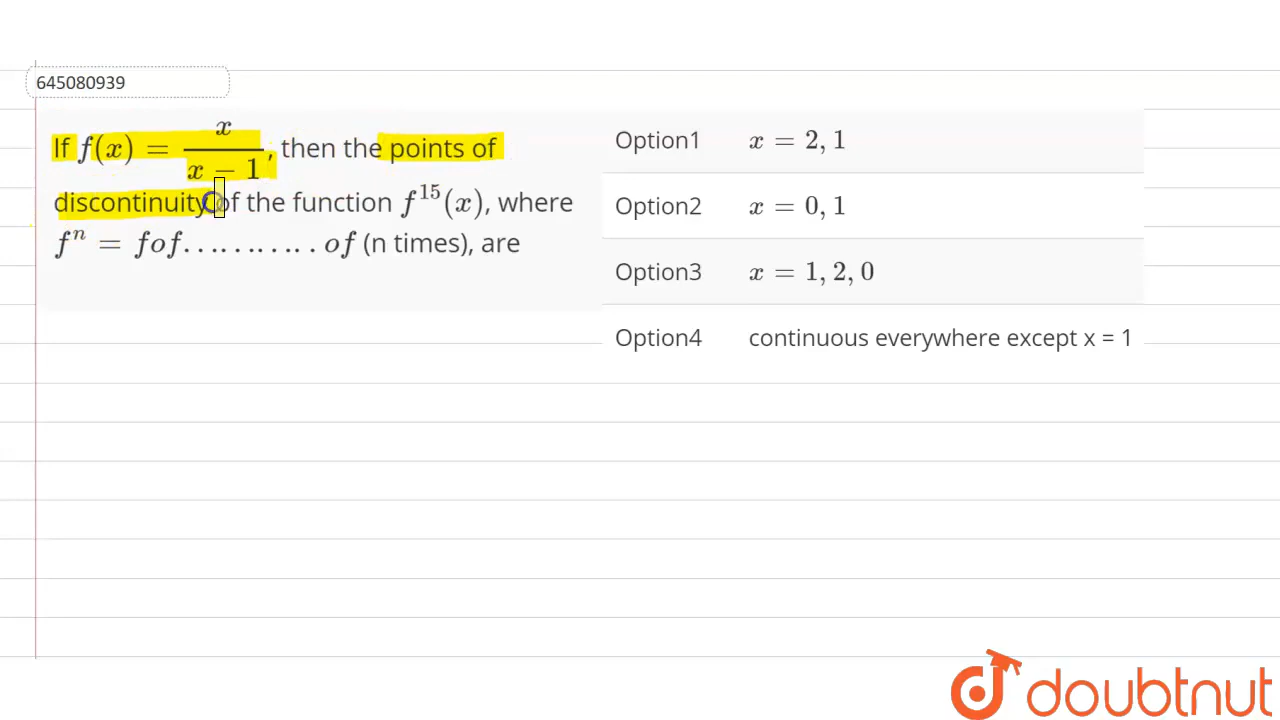 645080939
If f(x) = x/(x − 1), then the points of
discontinuity of the function f^15(x), where
f^n = fof...........of (n times), are
Option1 x = 2, 1
Option2 x = 0, 1
Option3 x = 1, 2, 0
Option4 continuous everywhere except x = 1
doubtnut